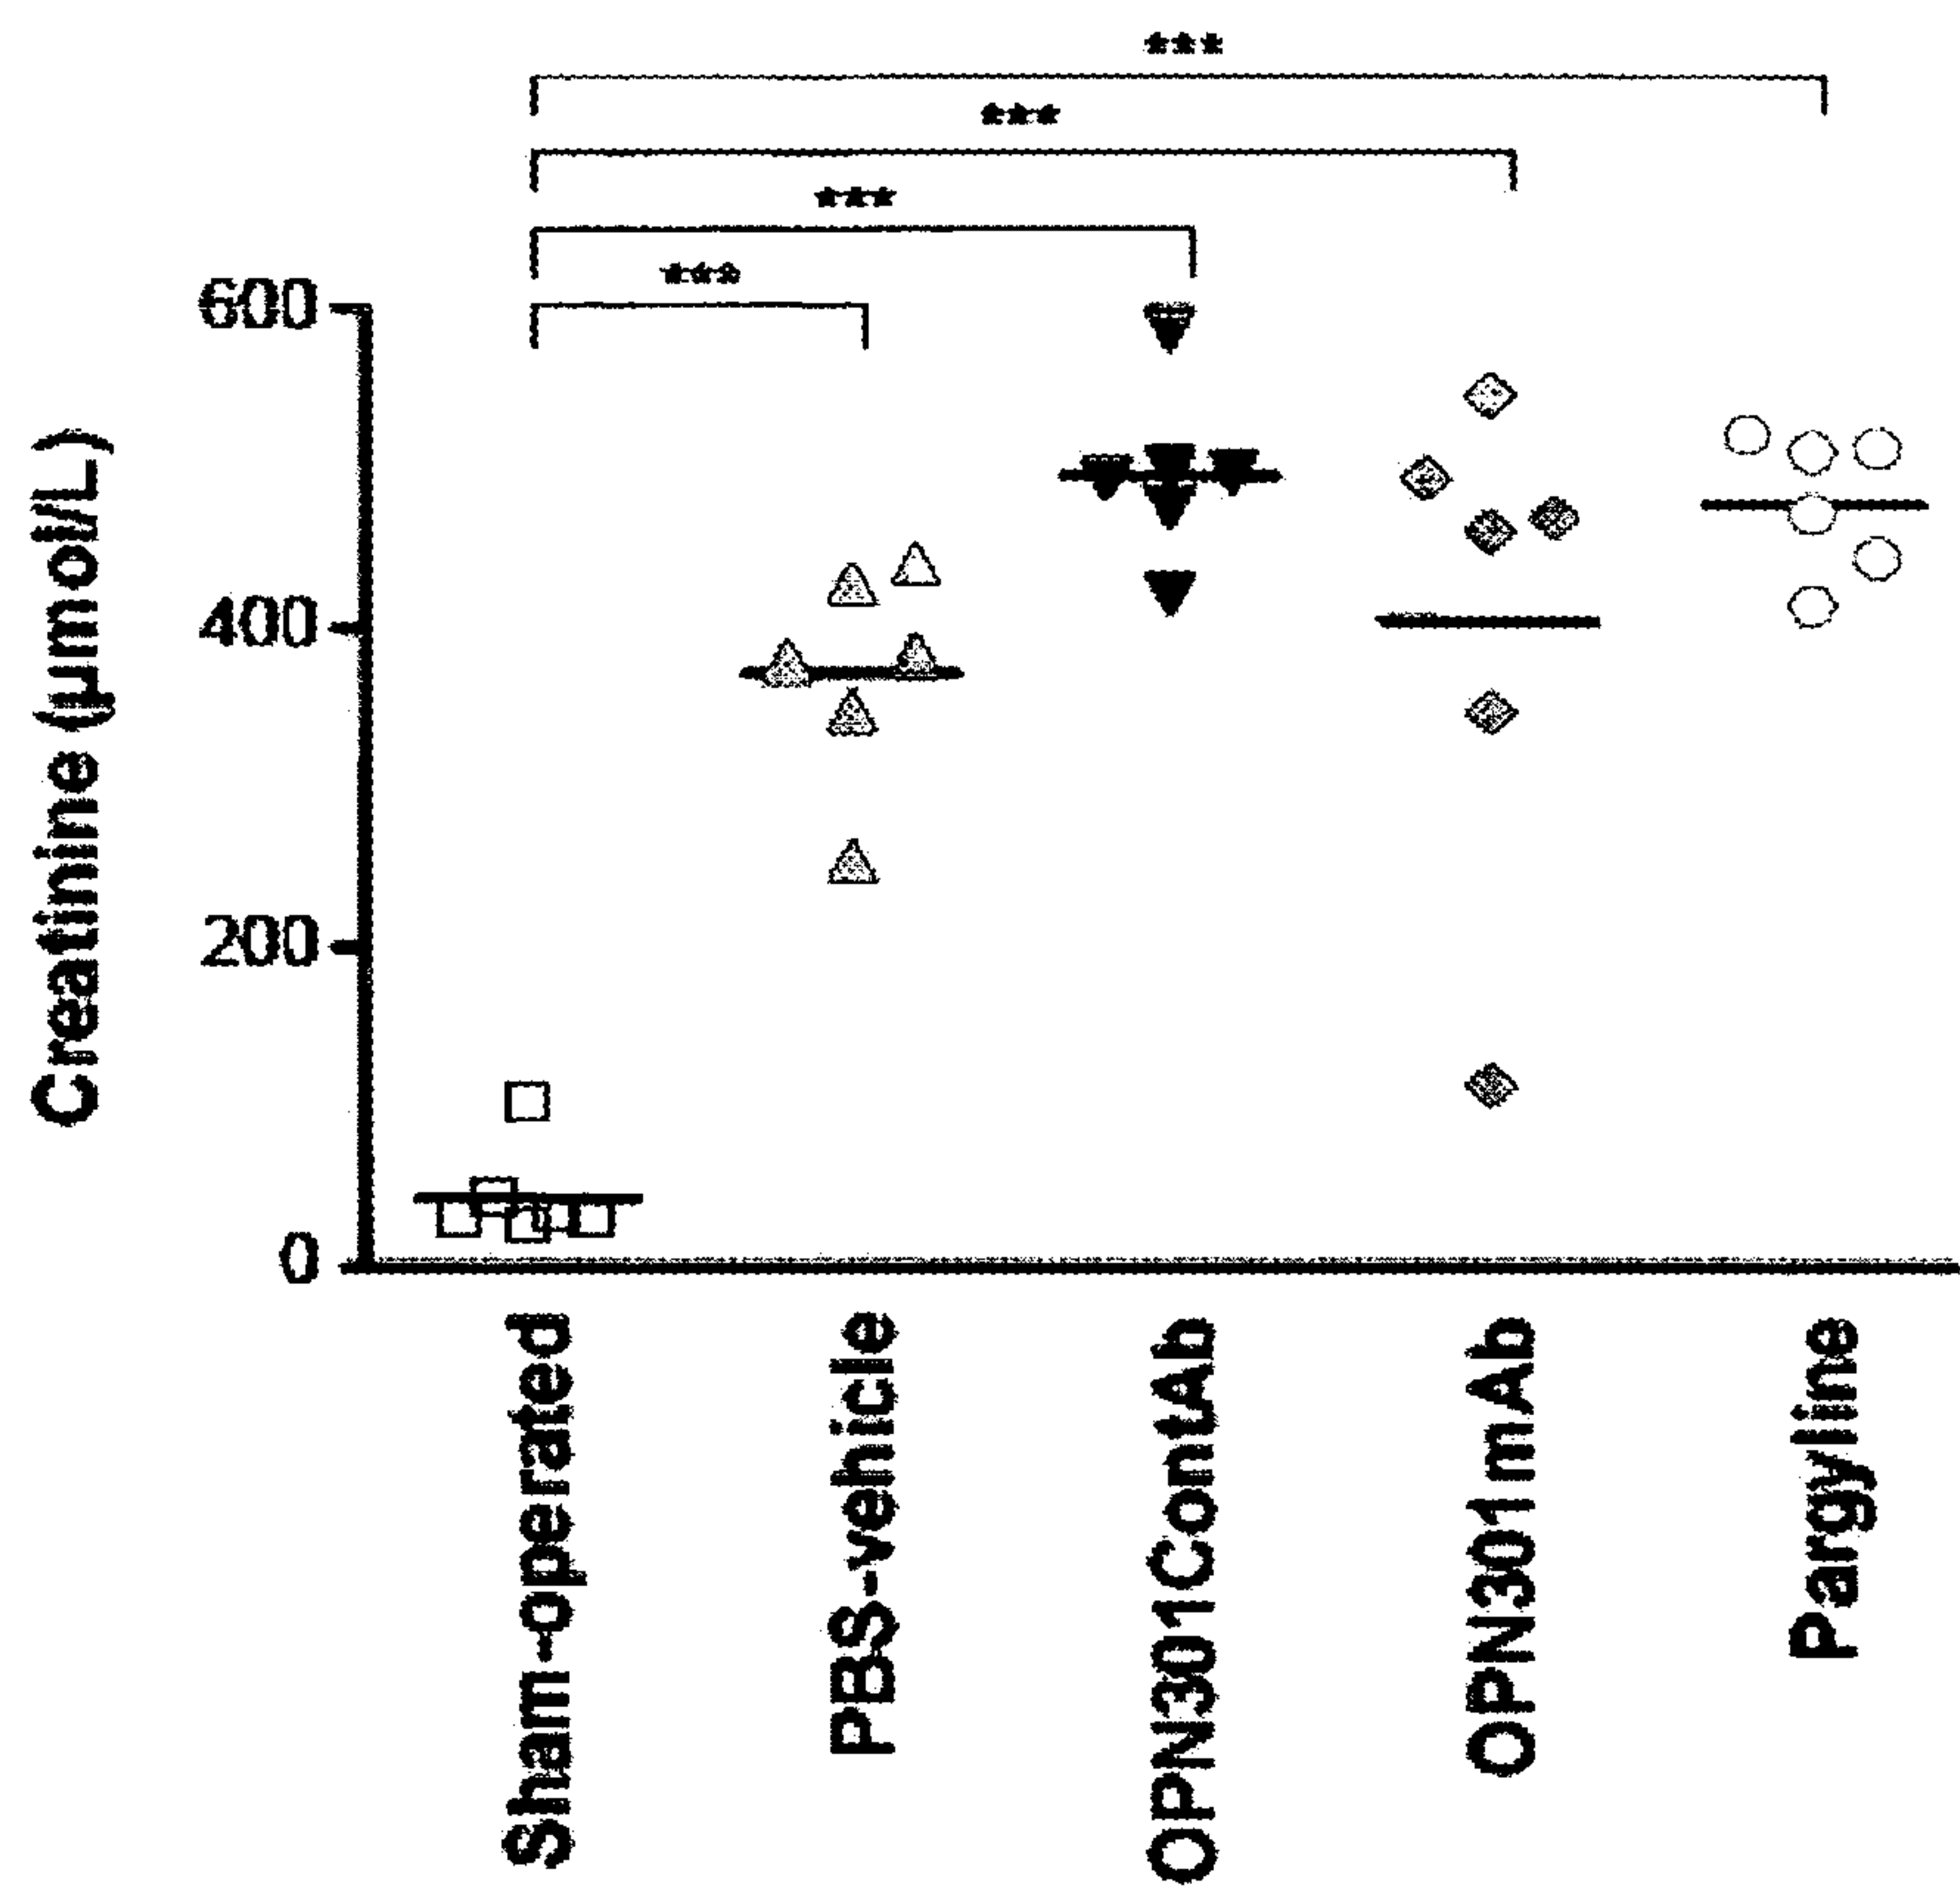 ***
***
***
***
600
400
200
0
Creatinine (µmol/L)
Sham-operated
PBS-vehicle
OPN301ContAb
OPN301mAb
Pargyline